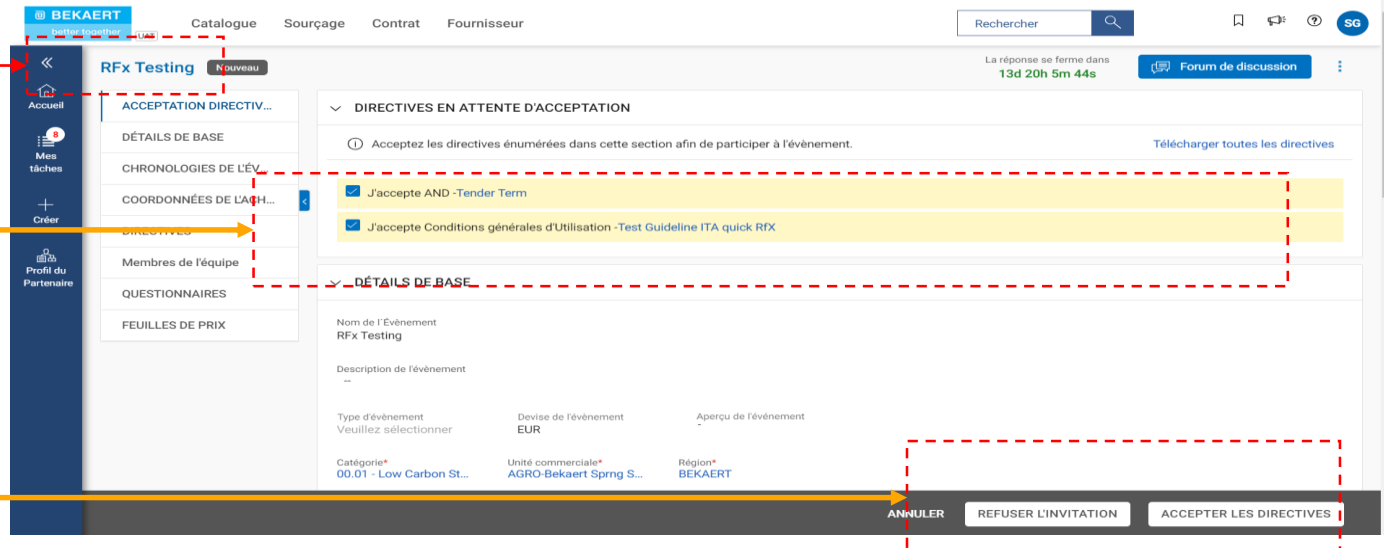 BEKAERT
better together
UAT
Catalogue Sourçage Contrat Fournisseur
Rechercher
SG
RFx Testing Nouveau
La réponse se ferme dans
13d 20h 5m 44s
Forum de discussion
Accueil
8
Mes
tâches
Créer
Profil du
Partenaire
ACCEPTATION DIRECTIV...
DÉTAILS DE BASE
CHRONOLOGIES DE L'ÉV...
COORDONNÉES DE L'ACH...
DIRECTIVES
Membres de l'équipe
QUESTIONNAIRES
FEUILLES DE PRIX
DIRECTIVES EN ATTENTE D'ACCEPTATION
Acceptez les directives énumérées dans cette section afin de participer à l'évènement.
Télécharger toutes les directives
J'accepte AND -Tender Term
J'accepte Conditions générales d'Utilisation -Test Guideline ITA quick RfX
DÉTAILS DE BASE
Nom de l'Évènement
RFx Testing
Description de l'évènement
--
Type d'évènement Devise de l'évènement Aperçu de l'évènement
Veuillez sélectionner EUR -
Catégorie* Unité commerciale* Région*
00.01 - Low Carbon St... AGRO-Bekaert Sprng S... BEKAERT
ANNULER REFUSER L'INVITATION ACCEPTER LES DIRECTIVES